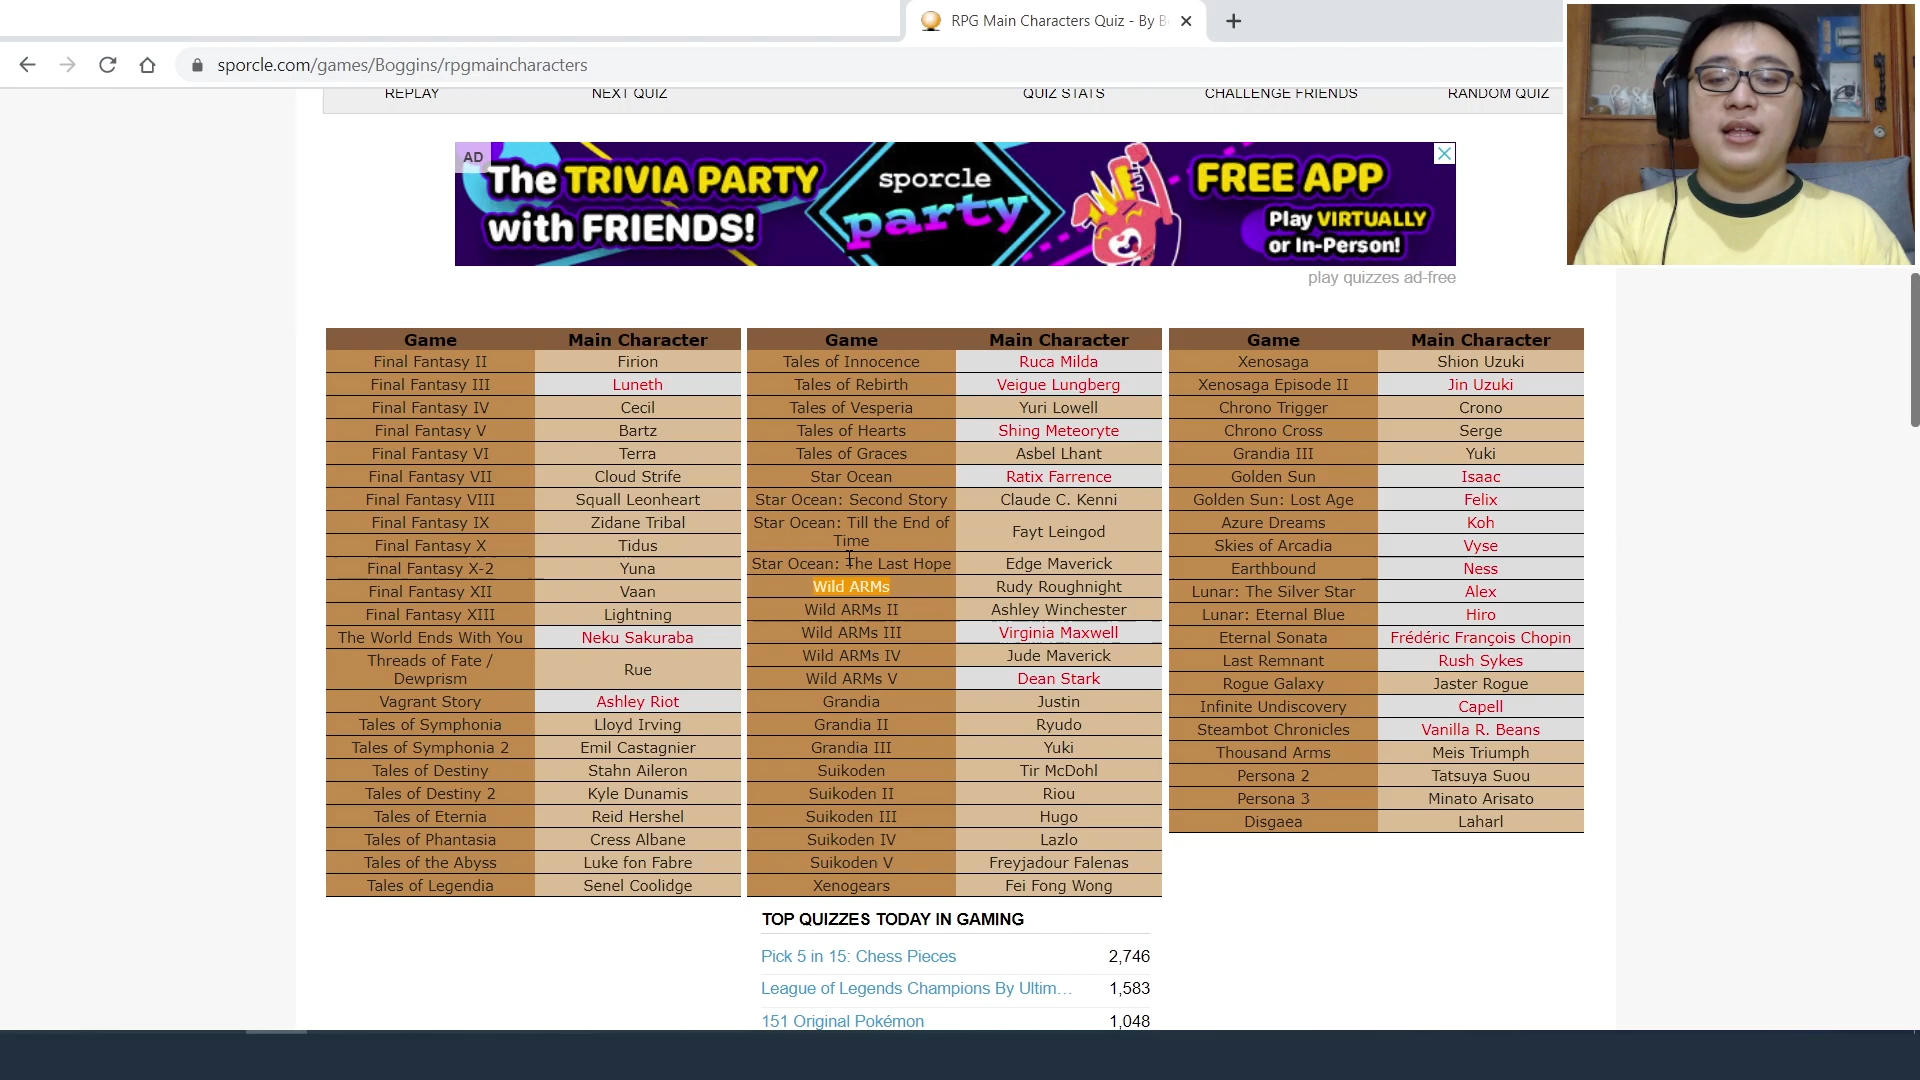 RPG Main Characters Quiz - By B
sporcle.com/games/Boggins/rpgmaincharacters
REPLAY NEXT QUIZ QUIZ STATS CHALLENGE FRIENDS RANDOM QUIZ
AD
The TRIVIA PARTY
with FRIENDS!
sporcle
party
FREE APP
Play VIRTUALLY
or In-Person!
play quizzes ad-free
Game Main Character
Final Fantasy II Firion
Final Fantasy III Luneth
Final Fantasy IV Cecil
Final Fantasy V Bartz
Final Fantasy VI Terra
Final Fantasy VII Cloud Strife
Final Fantasy VIII Squall Leonheart
Final Fantasy IX Zidane Tribal
Final Fantasy X Tidus
Final Fantasy X-2 Yuna
Final Fantasy XII Vaan
Final Fantasy XIII Lightning
The World Ends With You Neku Sakuraba
Threads of Fate /
Dewprism Rue
Vagrant Story Ashley Riot
Tales of Symphonia Lloyd Irving
Tales of Symphonia 2 Emil Castagnier
Tales of Destiny Stahn Aileron
Tales of Destiny 2 Kyle Dunamis
Tales of Eternia Reid Hershel
Tales of Phantasia Cress Albane
Tales of the Abyss Luke fon Fabre
Tales of Legendia Senel Coolidge
Game Main Character
Tales of Innocence Ruca Milda
Tales of Rebirth Veigue Lungberg
Tales of Vesperia Yuri Lowell
Tales of Hearts Shing Meteoryte
Tales of Graces Asbel Lhant
Star Ocean Ratix Farrence
Star Ocean: Second Story Claude C. Kenni
Star Ocean: Till the End of
Time Fayt Leingod
Star Ocean: The Last Hope Edge Maverick
Wild ARMs Rudy Roughnight
Wild ARMs II Ashley Winchester
Wild ARMs III Virginia Maxwell
Wild ARMs IV Jude Maverick
Wild ARMs V Dean Stark
Grandia Justin
Grandia II Ryudo
Grandia III Yuki
Suikoden Tir McDohl
Suikoden II Riou
Suikoden III Hugo
Suikoden IV Lazlo
Suikoden V Freyjadour Falenas
Xenogears Fei Fong Wong
Game Main Character
Xenosaga Shion Uzuki
Xenosaga Episode II Jin Uzuki
Chrono Trigger Crono
Chrono Cross Serge
Grandia III Yuki
Golden Sun Isaac
Golden Sun: Lost Age Felix
Azure Dreams Koh
Skies of Arcadia Vyse
Earthbound Ness
Lunar: The Silver Star Alex
Lunar: Eternal Blue Hiro
Eternal Sonata Frédéric François Chopin
Last Remnant Rush Sykes
Rogue Galaxy Jaster Rogue
Infinite Undiscovery Capell
Steambot Chronicles Vanilla R. Beans
Thousand Arms Meis Triumph
Persona 2 Tatsuya Suou
Persona 3 Minato Arisato
Disgaea Laharl
TOP QUIZZES TODAY IN GAMING
Pick 5 in 15: Chess Pieces 2,746
League of Legends Champions By Ultim... 1,583
151 Original Pokémon 1,048